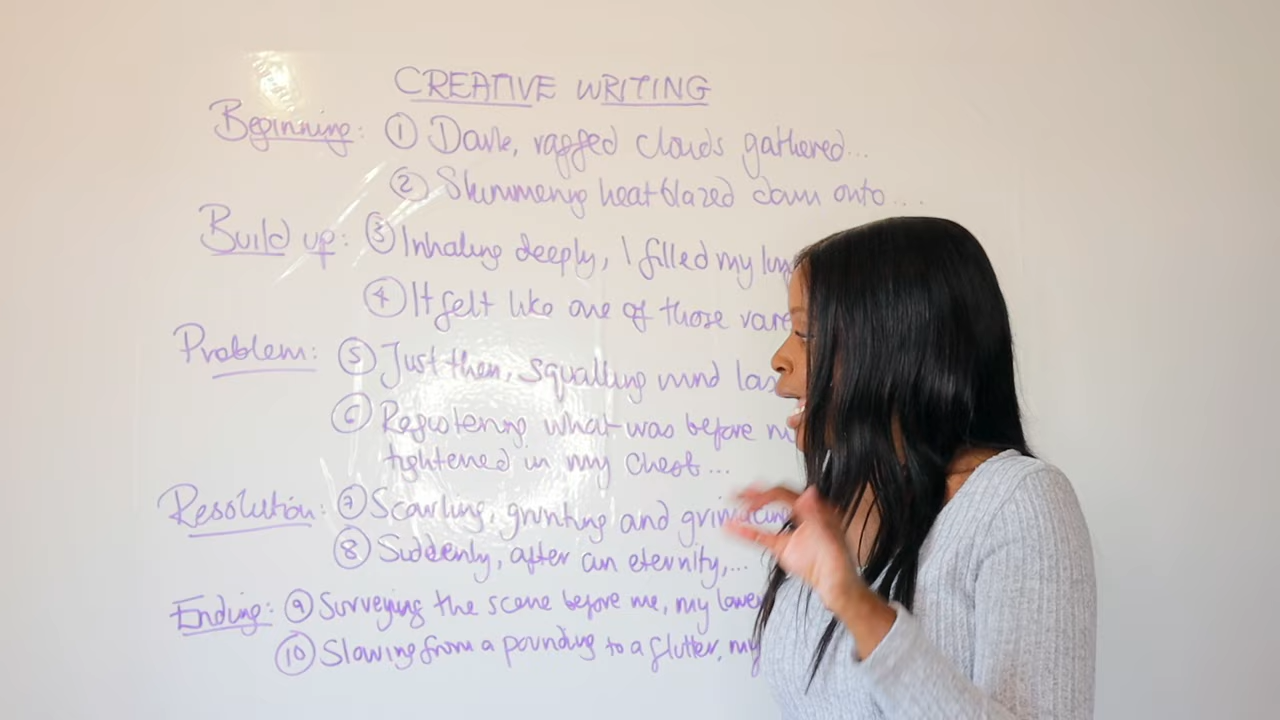 CREATIVE WRITING
Beginning: ① Dark, ragged clouds gathered...
② Shimmering heat blazed down onto...
Build up: ③ Inhaling deeply, I filled my
④ It felt like one of those
Problem: ⑤ Just then, squalling wind
⑥ Registering what was before
tightened in my chest...
Resolution: ⑦ Scowling, grunting and
⑧ Suddenly, after an eternity,...
Ending: ⑨ Surveying the scene before me, my
⑩ Slowing from a pounding to a flutter, my